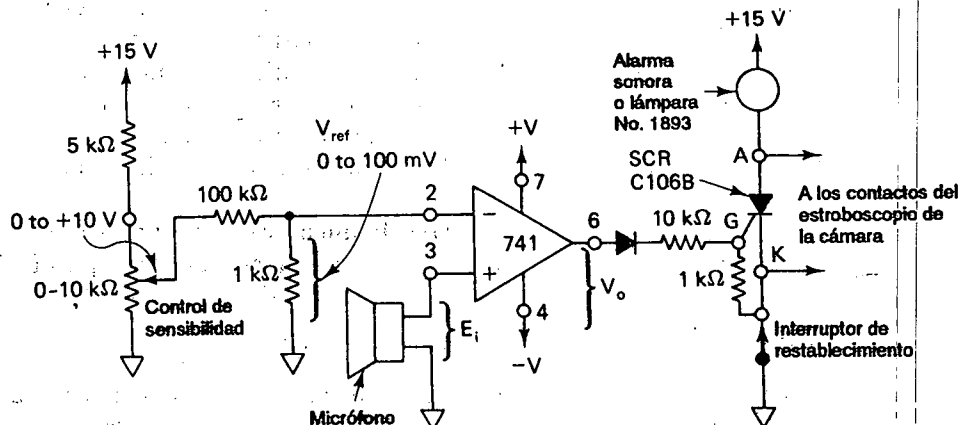 +15 V
5 kΩ
0 to +10 V
0-10 kΩ
Control de
sensibilidad
100 kΩ
1 kΩ
V_ref
0 to 100 mV
2
3
−
+
741
+V
7
4
−V
6
E_i
Micrófono
V_o
10 kΩ
G
1 kΩ
+15 V
Alarma
sonora
o lámpara
No. 1893
A
SCR
C106B
A los contactos del
estroboscopio de
la cámara
K
Interruptor de
restablecimiento